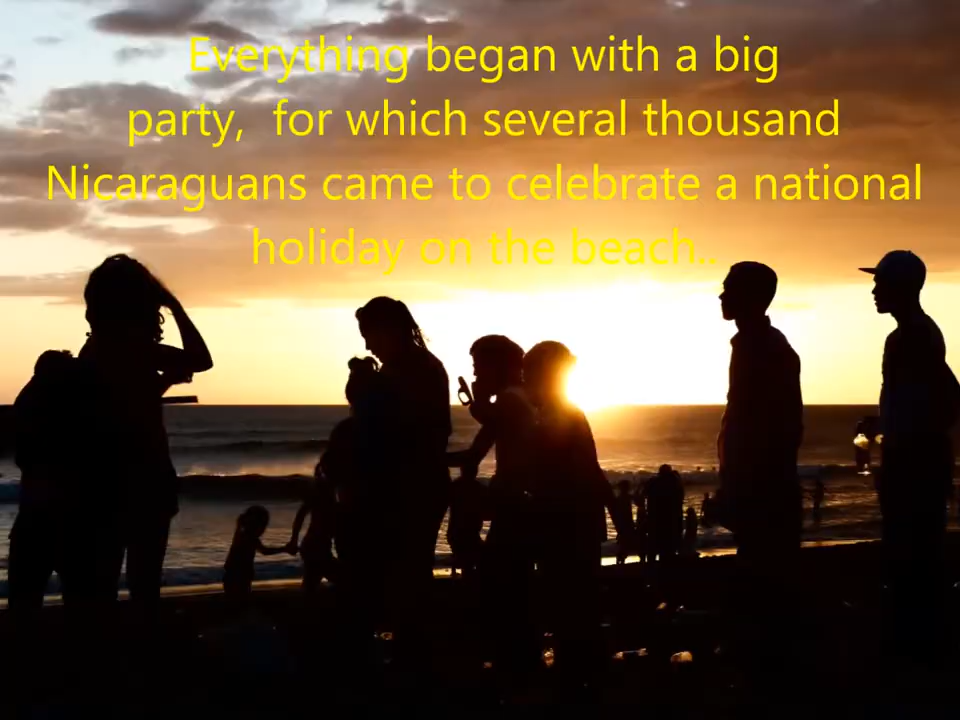 Everything began with a big
party,  for which several thousand
Nicaraguans came to celebrate a national
holiday on the beach..